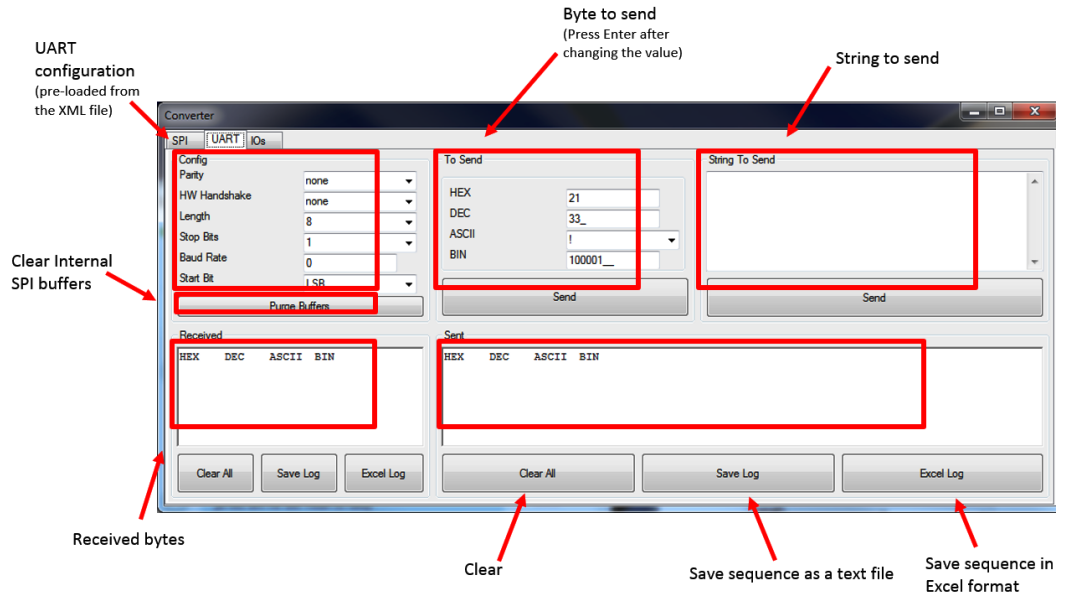 Byte to send
(Press Enter after
changing the value)
UART
configuration
(pre-loaded from
the XML file)
String to send
Converter
SPI UART IOs
Config
Parity none
HW Handshake none
Length 8
Stop Bits 1
Baud Rate 0
Start Bit LSB
Purge Buffers
To Send
HEX 21
DEC 33_
ASCII !
BIN 100001__
Send
String To Send
Send
Clear Internal
SPI buffers
Received
HEX DEC ASCII BIN
Clear All Save Log Excel Log
Sent
HEX DEC ASCII BIN
Clear All Save Log Excel Log
Received bytes
Clear
Save sequence as a text file
Save sequence in
Excel format